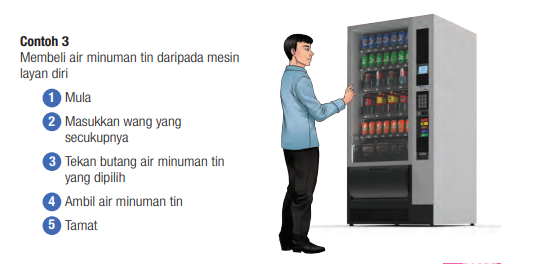 Contoh 3
Membeli air minuman tin daripada mesin
layan diri
1 Mula
2 Masukkan wang yang
secukupnya
3 Tekan butang air minuman tin
yang dipilih
4 Ambil air minuman tin
5 Tamat